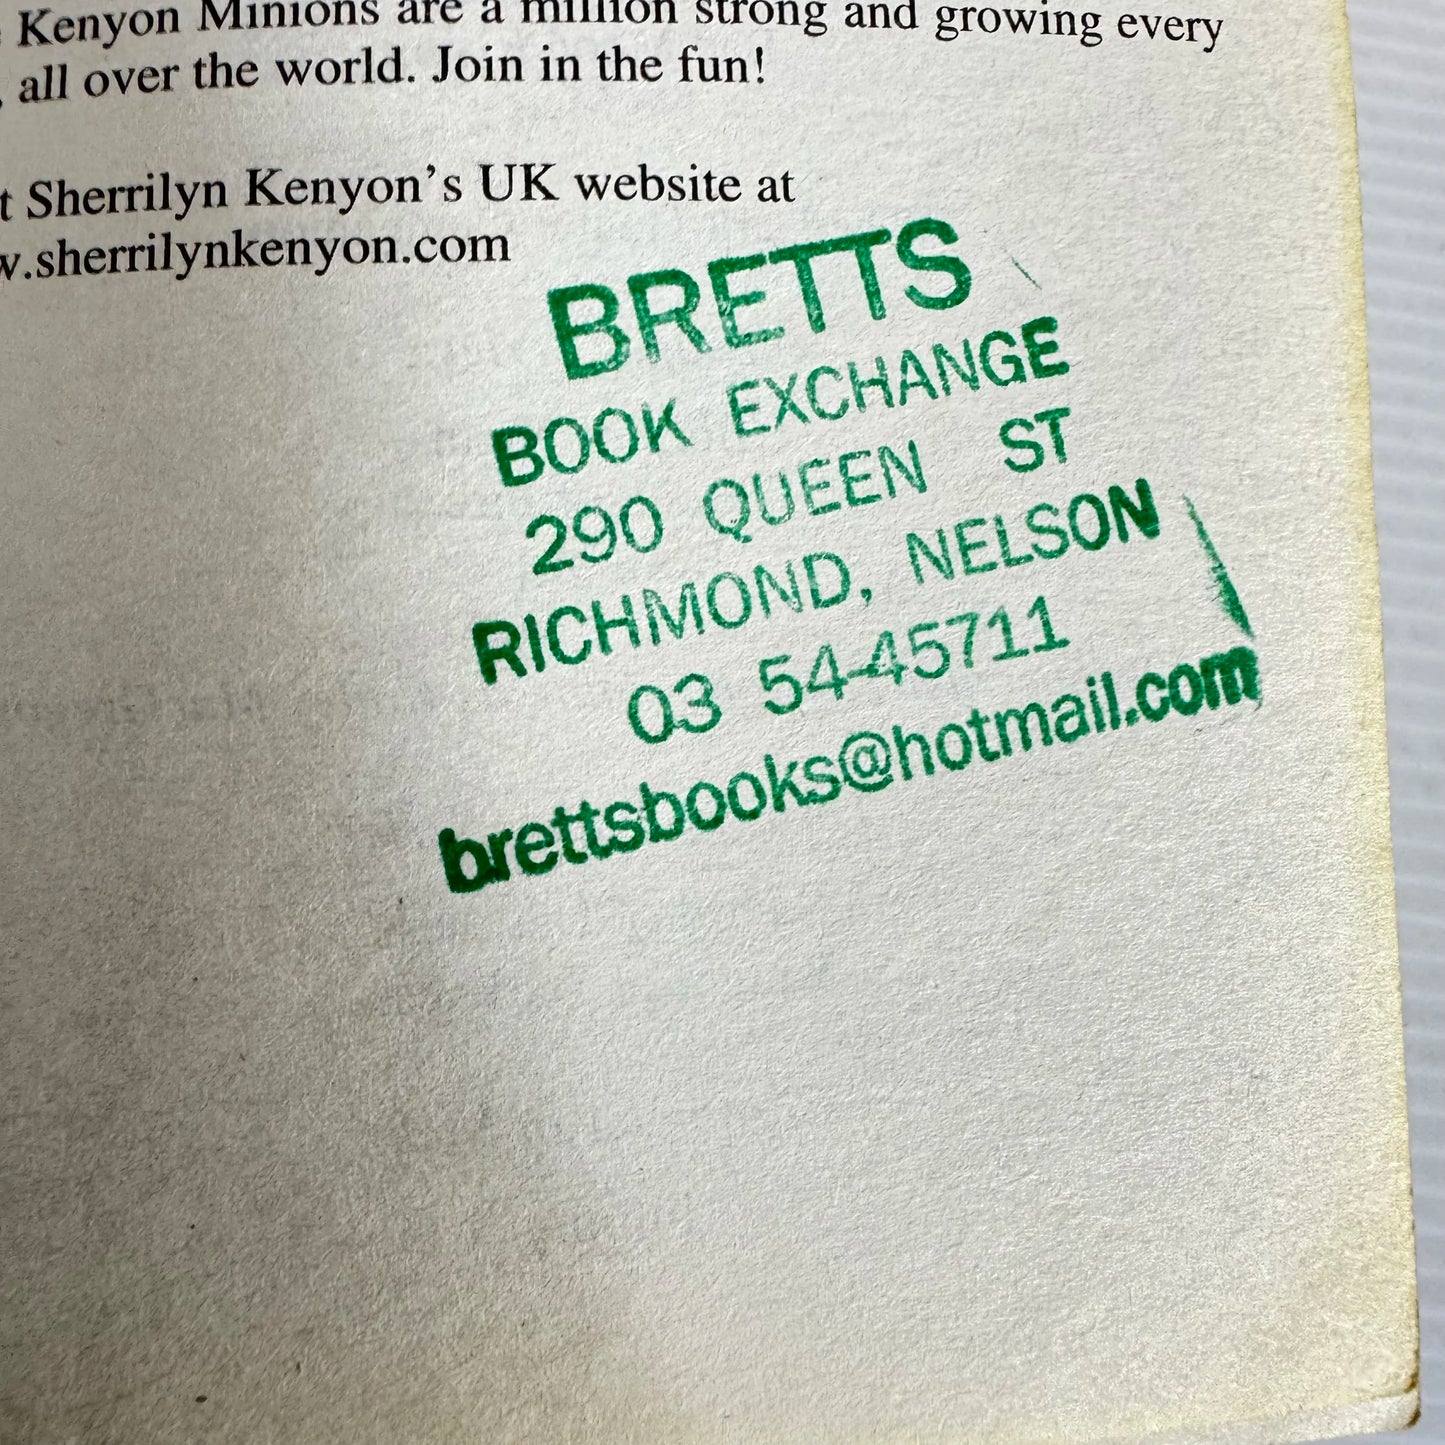 Kenyon Minions are a million strong and growing every
all over the world. Join in the fun!
Sherrilyn Kenyon's UK website at
w.sherrilynkenyon.com
BRETTS
BOOK EXCHANGE
290 QUEEN ST
RICHMOND, NELSON
03 54-45711
brettsbooks@hotmail.com